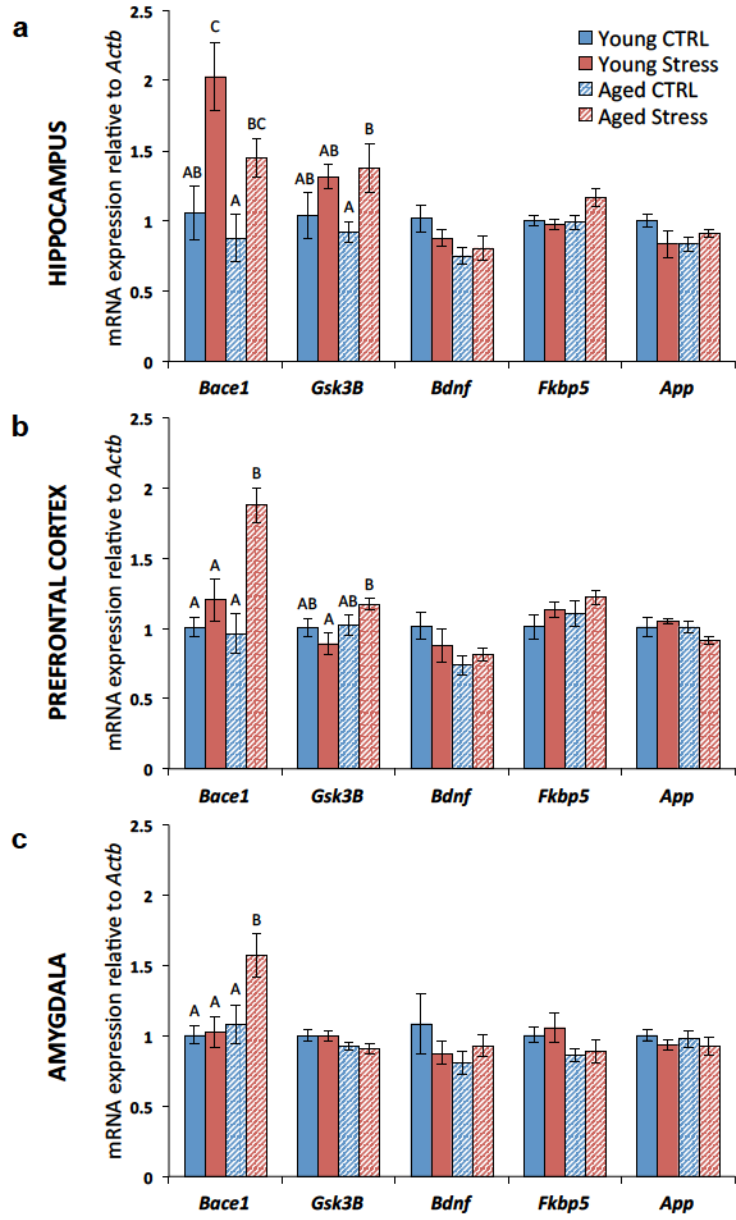 a
HIPPOCAMPUS
mRNA expression relative to Actb
2.5
2
1.5
1
0.5
0
Young CTRL
Young Stress
Aged CTRL
Aged Stress
AB C A BC
AB AB A B
Bace1 Gsk3B Bdnf Fkbp5 App
b
PREFRONTAL CORTEX
mRNA expression relative to Actb
2.5
2
1.5
1
0.5
0
A A A B
AB A AB B
Bace1 Gsk3B Bdnf Fkbp5 App
c
AMYGDALA
mRNA expression relative to Actb
2.5
2
1.5
1
0.5
0
A A A B
Bace1 Gsk3B Bdnf Fkbp5 App